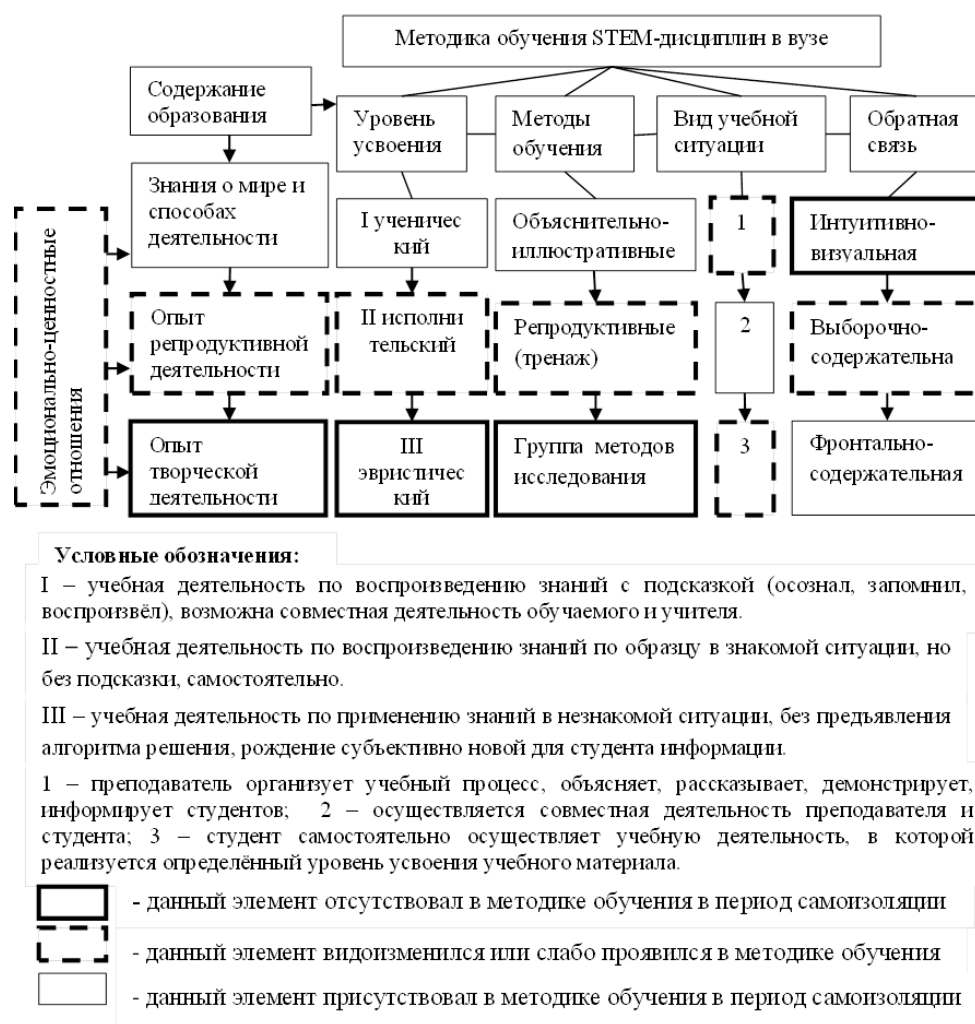 Методика обучения STEM-дисциплин в вузе
Содержание
образования
Уровень
усвоения
Методы
обучения
Вид учебной
ситуации
Обратная
связь
Эмоционально-ценностные
отношения
Знания о мире и
способах
деятельности
I ученичес
кий
Объяснительно-
иллюстративные
1
Интуитивно-
визуальная
Опыт
репродуктивной
деятельности
II исполни
тельский
Репродуктивные
(тренаж)
2
Выборочно-
содержательна
Опыт
творческой
деятельности
III
эвристичес
кий
Группа методов
исследования
3
Фронтально-
содержательная
Условные обозначения:
I – учебная деятельность по воспроизведению знаний с подсказкой (осознал, запомнил,
воспроизвёл), возможна совместная деятельность обучаемого и учителя.
II – учебная деятельность по воспроизведению знаний по образцу в знакомой ситуации, но
без подсказки, самостоятельно.
III – учебная деятельность по применению знаний в незнакомой ситуации, без предъявления
алгоритма решения, рождение субъективно новой для студента информации.
1 – преподаватель организует учебный процесс, объясняет, рассказывает, демонстрирует,
информирует студентов; 2 – осуществляется совместная деятельность преподавателя и
студента; 3 – студент самостоятельно осуществляет учебную деятельность, в которой
реализуется определённый уровень усвоения учебного материала.
- данный элемент отсутствовал в методике обучения в период самоизоляции
- данный элемент видоизменился или слабо проявился в методике обучения
- данный элемент присутствовал в методике обучения в период самоизоляции